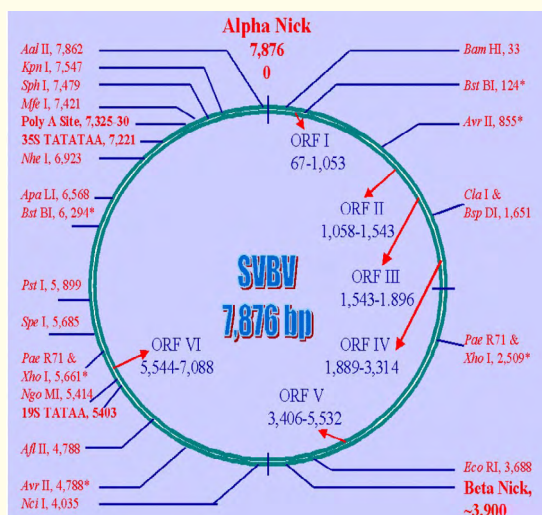 Alpha Nick
7,876
0
Aal II, 7,862
Kpn I, 7,547
Sph I, 7,479
Mfe I, 7,421
Poly A Site, 7,325-30
35S TATATAA, 7,221
Nhe I, 6,923
Apa LI, 6,568
Bst BI, 6, 294*
Pst I, 5, 899
Spe I, 5,685
Pae R71 &
Xho I, 5,661*
Ngo MI, 5,414
19S TATAA, 5403
Afl II, 4,788
Avr II, 4,788*
Nci I, 4,035
Bam HI, 33
Bst BI, 124*
Avr II, 855*
Cla I &
Bsp DI, 1,651
Pae R71 &
Xho I, 2,509*
Eco RI, 3,688
Beta Nick,
~3,900
ORF I
67-1,053
ORF II
1,058-1,543
ORF III
1,543-1.896
ORF IV
1,889-3,314
ORF V
3,406-5,532
ORF VI
5,544-7,088
SVBV
7,876 bp